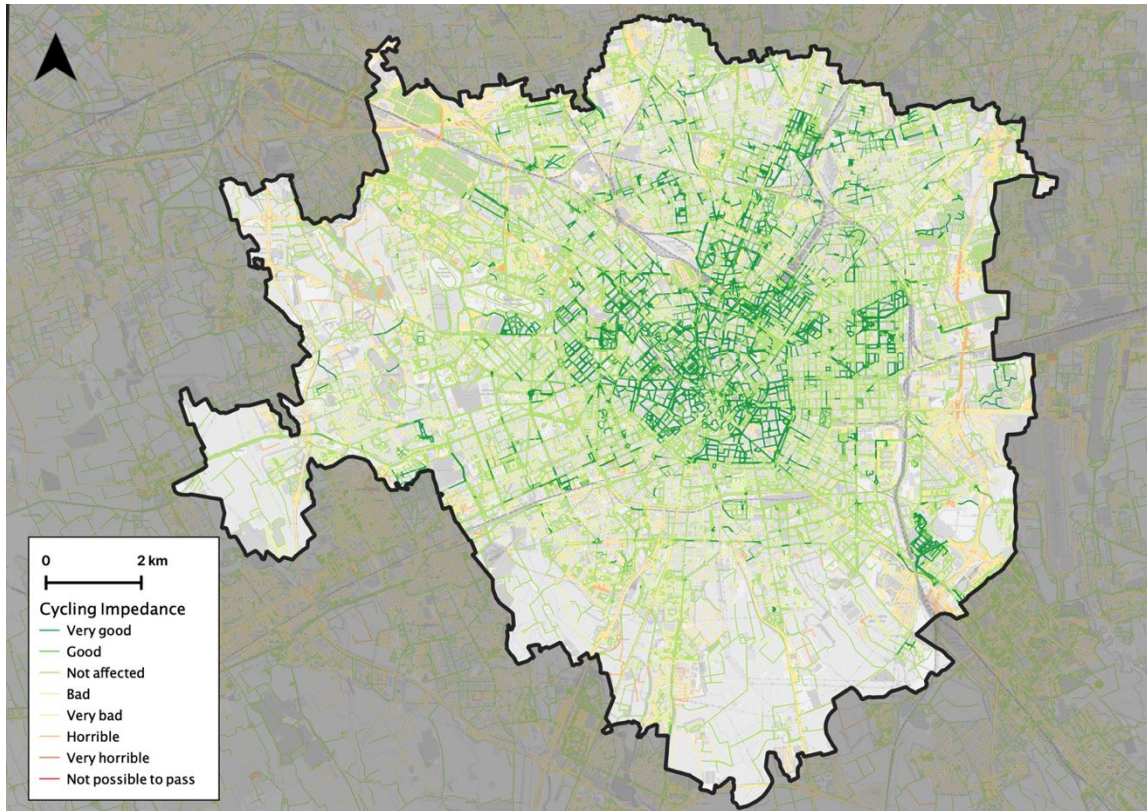 0 2 km
Cycling Impedance
Very good
Good
Not affected
Bad
Very bad
Horrible
Very horrible
Not possible to pass